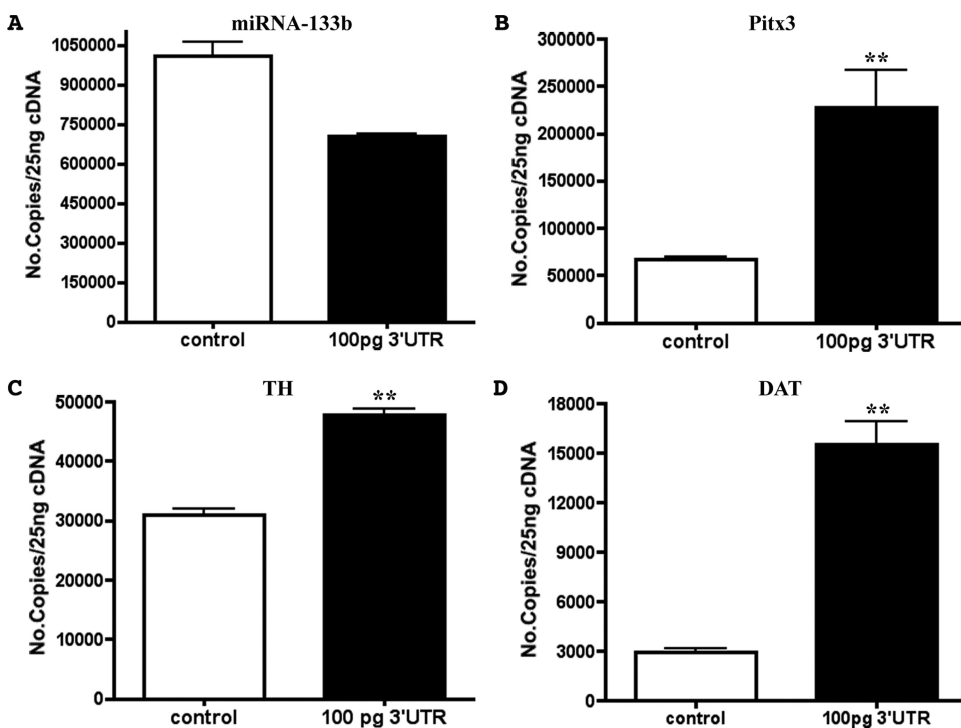 A
miRNA-133b
No.Copies/25ng cDNA
1050000
900000
750000
600000
450000
300000
150000
0
control
100pg 3'UTR
B
Pitx3
No.Copies/25ng cDNA
300000
250000
200000
150000
100000
50000
0
**
control
100pg 3'UTR
C
TH
No.Copies/25ng cDNA
50000
40000
30000
20000
10000
0
**
control
100 pg 3'UTR
D
DAT
No.Copies/25ng cDNA
18000
15000
12000
9000
6000
3000
0
**
control
100pg 3'UTR